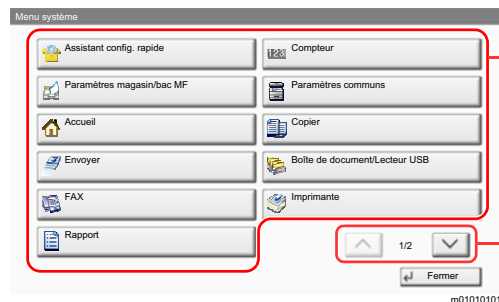 Menu système
Assistant config. rapide
Compteur
Paramètres magasin/bac MF
Paramètres communs
Accueil
Copier
Envoyer
Boîte de document/Lecteur USB
FAX
Imprimante
Rapport
1/2
Fermer
m01010101